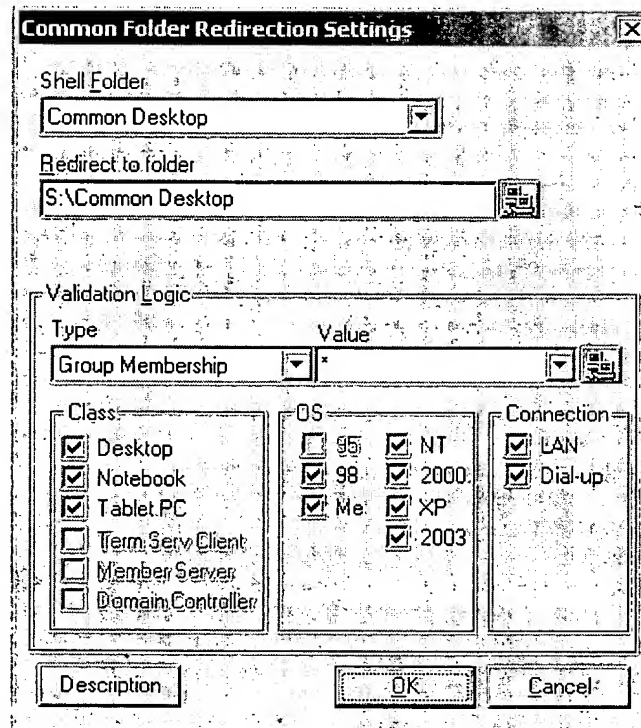 Common Folder Redirection Settings
Shell Folder
Common Desktop
Redirect to folder
S:\Common Desktop
Validation Logic
Type
Value
Group Membership
*
Class
Desktop
Notebook
Tablet PC
Term Serv Client
Member Server
Domain Controller
OS
95
98
Me
NT
2000
XP
2003
Connection
LAN
Dial-up
Description
OK
Cancel